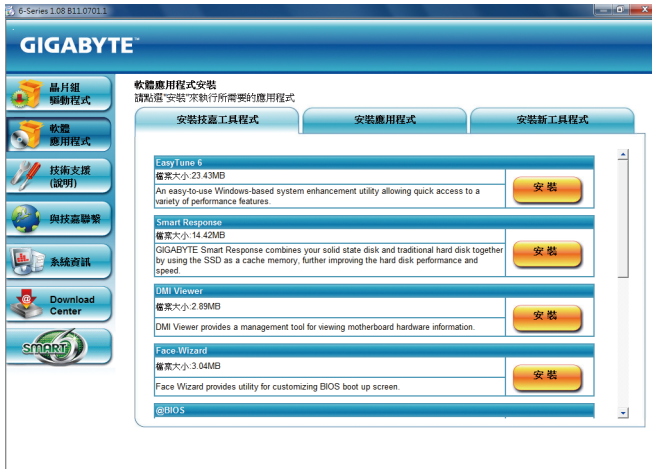 6-Series 1.08 B11.0701.1
GIGABYTE™
晶片組
驅動程式
軟體
應用程式
技術支援
(說明)
與技嘉聯繫
系統資訊
Download
Center
SMART 6
軟體應用程式安裝
請點選"安裝"來執行所需要的應用程式
安裝技嘉工具程式
安裝應用程式
安裝新工具程式
EasyTune 6
檔案大小:23.43MB
An easy-to-use Windows-based system enhancement utility allowing quick access to a
variety of performance features.
安裝
Smart Response
檔案大小:14.42MB
GIGABYTE Smart Response combines your solid state disk and traditional hard disk together
by using the SSD as a cache memory, further improving the hard disk performance and
speed.
安裝
DMI Viewer
檔案大小:2.89MB
DMI Viewer provides a management tool for viewing motherboard hardware information.
安裝
Face-Wizard
檔案大小:3.04MB
Face Wizard provides utility for customizing BIOS boot up screen.
安裝
@BIOS